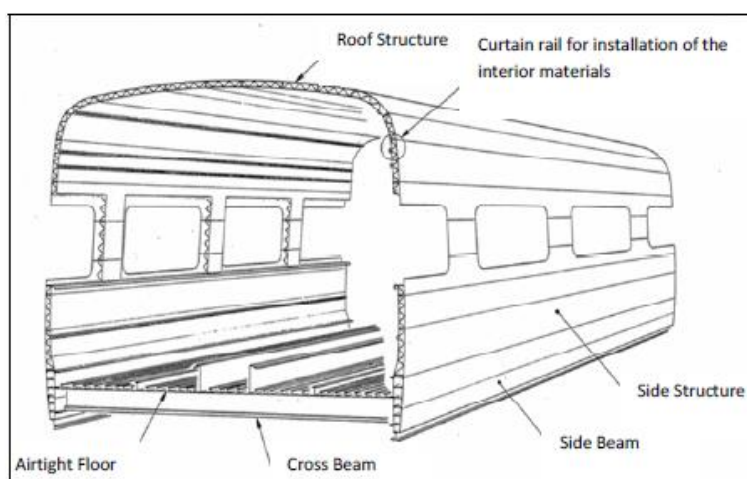 Roof Structure
Curtain rail for installation of the
interior materials
Side Structure
Side Beam
Airtight Floor
Cross Beam